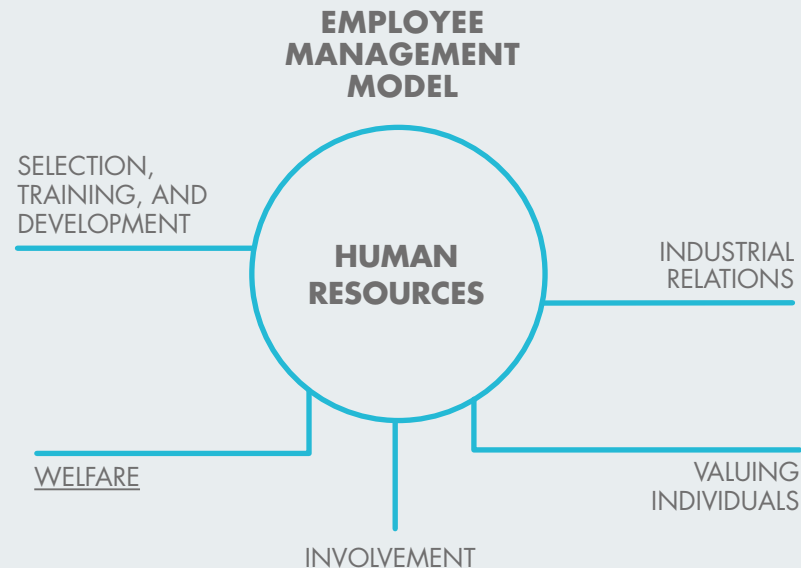 EMPLOYEE
MANAGEMENT
MODEL
SELECTION,
TRAINING, AND
DEVELOPMENT
HUMAN
RESOURCES
INDUSTRIAL
RELATIONS
WELFARE
VALUING
INDIVIDUALS
INVOLVEMENT